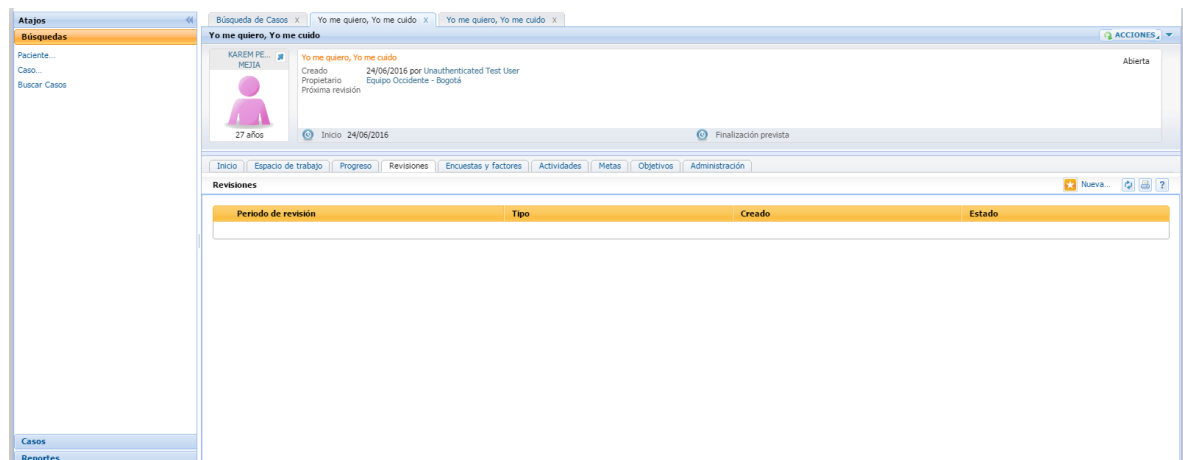 Atajos
Búsquedas
Paciente...
Caso...
Buscar Casos
Casos
Reportes
Búsqueda de Casos X Yo me quiero, Yo me cuido X Yo me quiero, Yo me cuido X
Yo me quiero, Yo me cuido ACCIONES
KAREM PE...
MEJIA
27 años
Yo me quiero, Yo me cuido Abierta
Creado 24/06/2016 por Unauthenticated Test User
Propietario Equipo Occidente - Bogotá
Próxima revisión
Inicio 24/06/2016 Finalización prevista
Inicio Espacio de trabajo Progreso Revisiones Encuestas y factores Actividades Metas Objetivos Administración
Revisiones Nueva... ?
Periodo de revisión Tipo Creado Estado